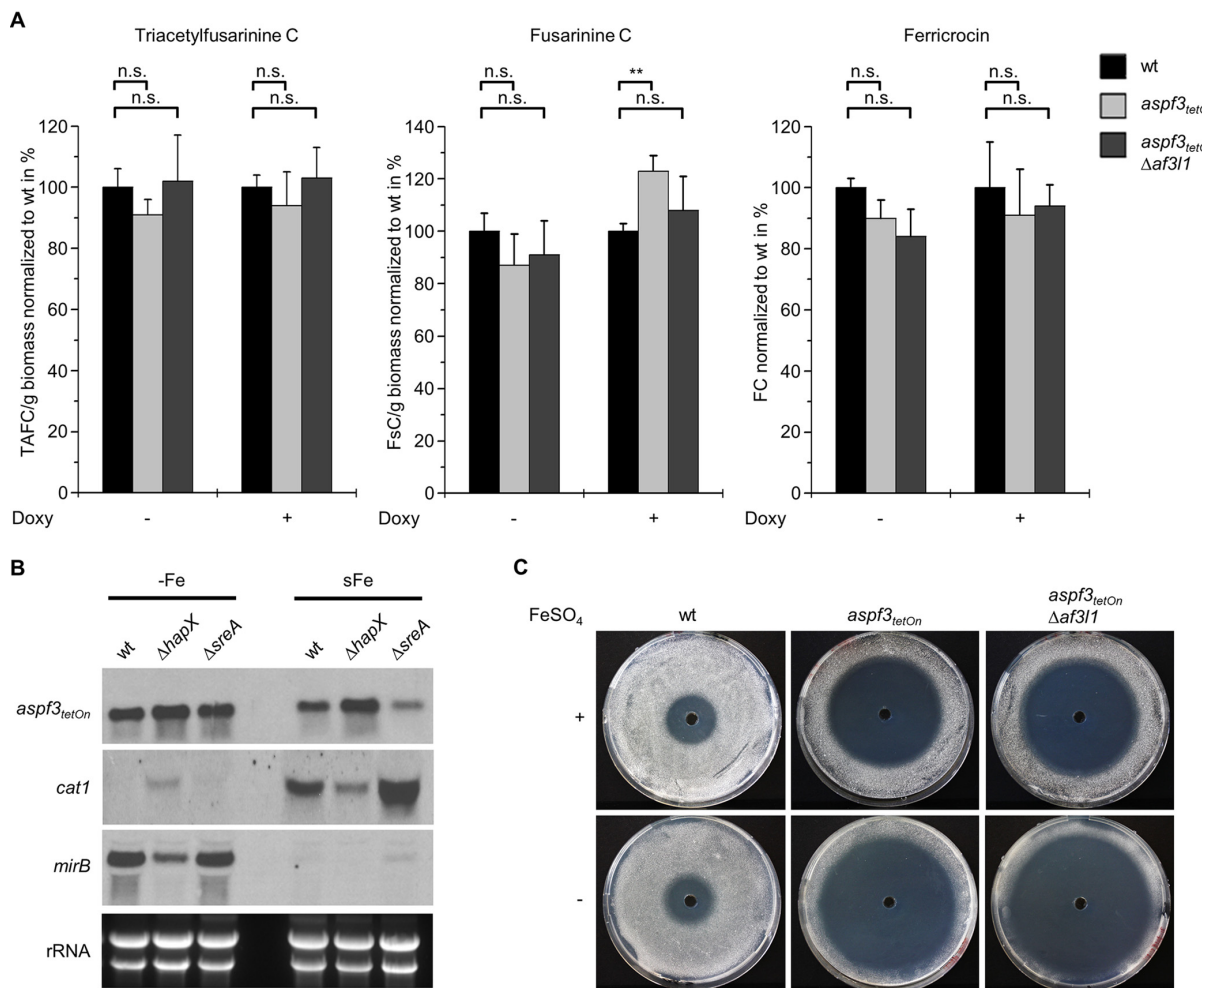 A
Triacetylfusarinine C
Fusarinine C
Ferricrocin
n.s.
n.s.
n.s.
n.s.
n.s.
n.s.
**
n.s.
n.s.
n.s.
n.s.
n.s.
wt
aspf3tet
aspf3tet
Δaf3l1
TAFC/g biomass normalized to wt in %
120
100
80
60
40
20
0
FsC/g biomass normalized to wt in %
140
120
100
80
60
40
20
0
FC normalized to wt in %
120
100
80
60
40
20
0
Doxy - +
Doxy - +
Doxy - +
B
-Fe sFe
wt ΔhapX ΔsreA wt ΔhapX ΔsreA
aspf3tetOn
cat1
mirB
rRNA
C
FeSO4 wt aspf3tetOn aspf3tetOn
Δaf3l1
+
-